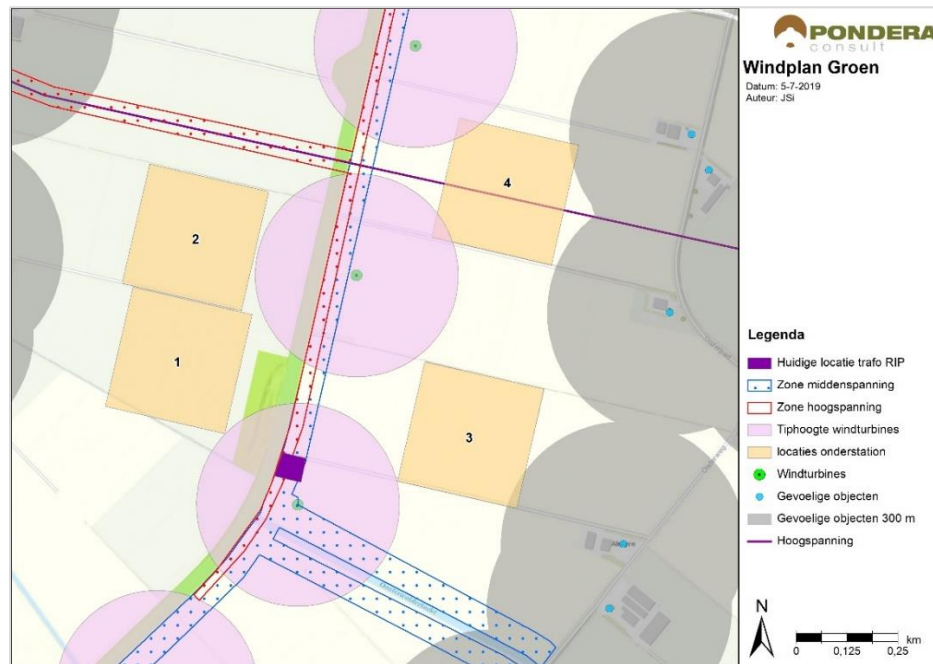 PONDERA
consult
Windplan Groen
Datum: 5-7-2019
Auteur: JSi
4
2
1
3
Legenda
Huidige locatie trafo RIP
Zone middenspanning
Zone hoogspanning
Tiphoogte windturbines
locaties onderstation
Windturbines
Gevoelige objecten
Gevoelige objecten 300 m
Hoogspanning
N
km
0 0,125 0,25